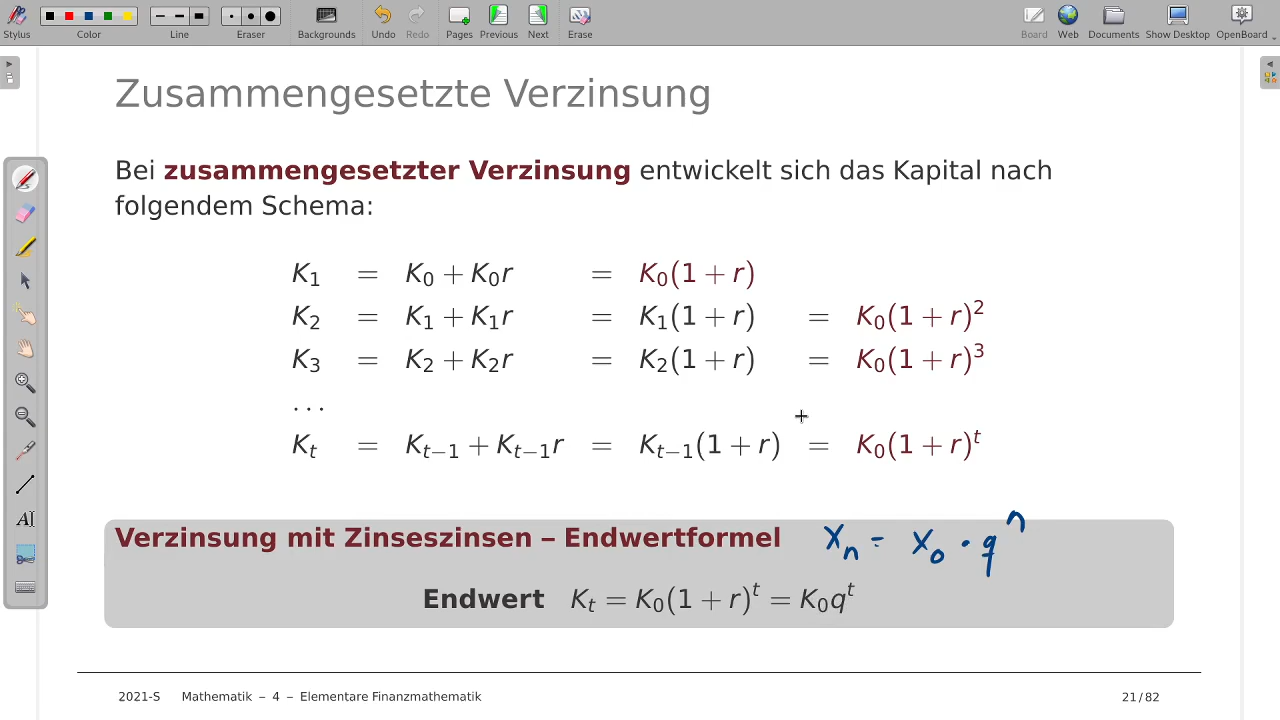 Stylus Color Line Eraser Backgrounds Undo Redo Pages Previous Next Erase Board Web Documents Show Desktop OpenBoard
Zusammengesetzte Verzinsung
Bei zusammengesetzter Verzinsung entwickelt sich das Kapital nach
folgendem Schema:
K₁ = K₀ + K₀r = K₀(1 + r)
K₂ = K₁ + K₁r = K₁(1 + r) = K₀(1 + r)²
K₃ = K₂ + K₂r = K₂(1 + r) = K₀(1 + r)³
...
Kₜ = Kₜ₋₁ + Kₜ₋₁r = Kₜ₋₁(1 + r) = K₀(1 + r)ᵗ
Verzinsung mit Zinseszinsen – Endwertformel xₙ = x₀ · qⁿ
Endwert Kₜ = K₀(1 + r)ᵗ = K₀qᵗ
2021-S Mathematik – 4 – Elementare Finanzmathematik 21/82